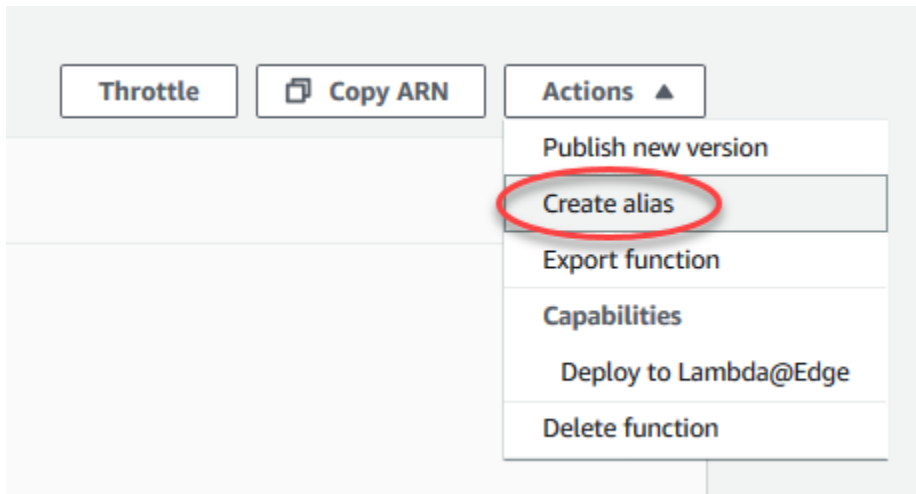 Throttle
Copy ARN
Actions
Publish new version
Create alias
Export function
Capabilities
Deploy to Lambda@Edge
Delete function